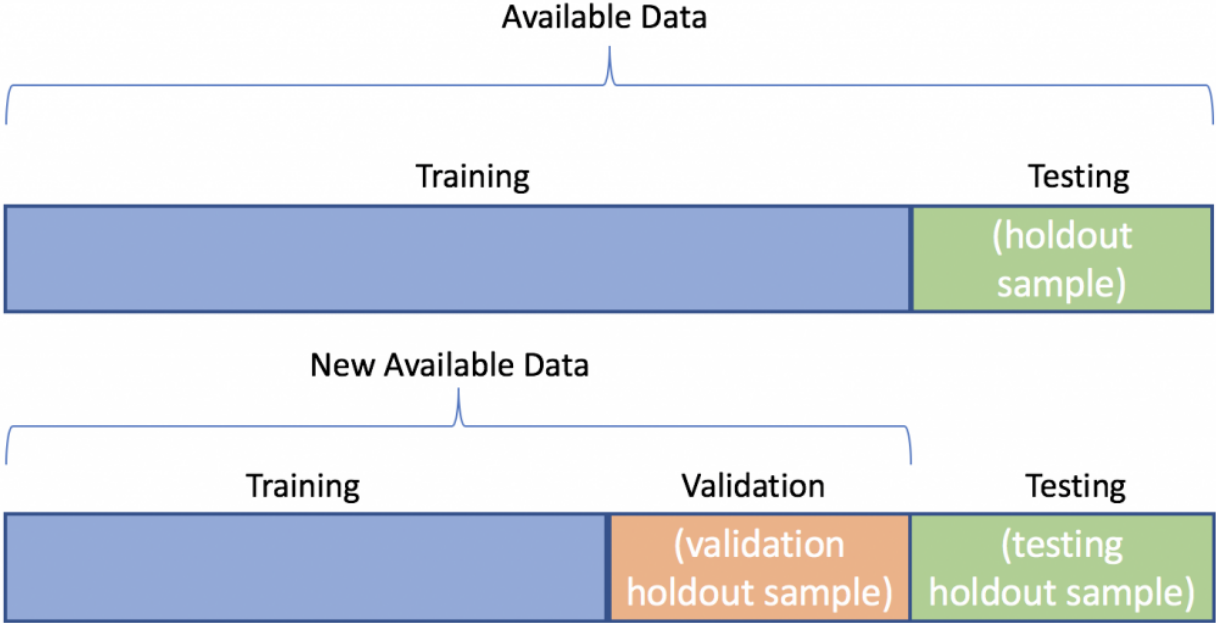 Available Data
Training
Testing
(holdout
sample)
New Available Data
Training
Validation
Testing
(validation
holdout sample)
(testing
holdout sample)